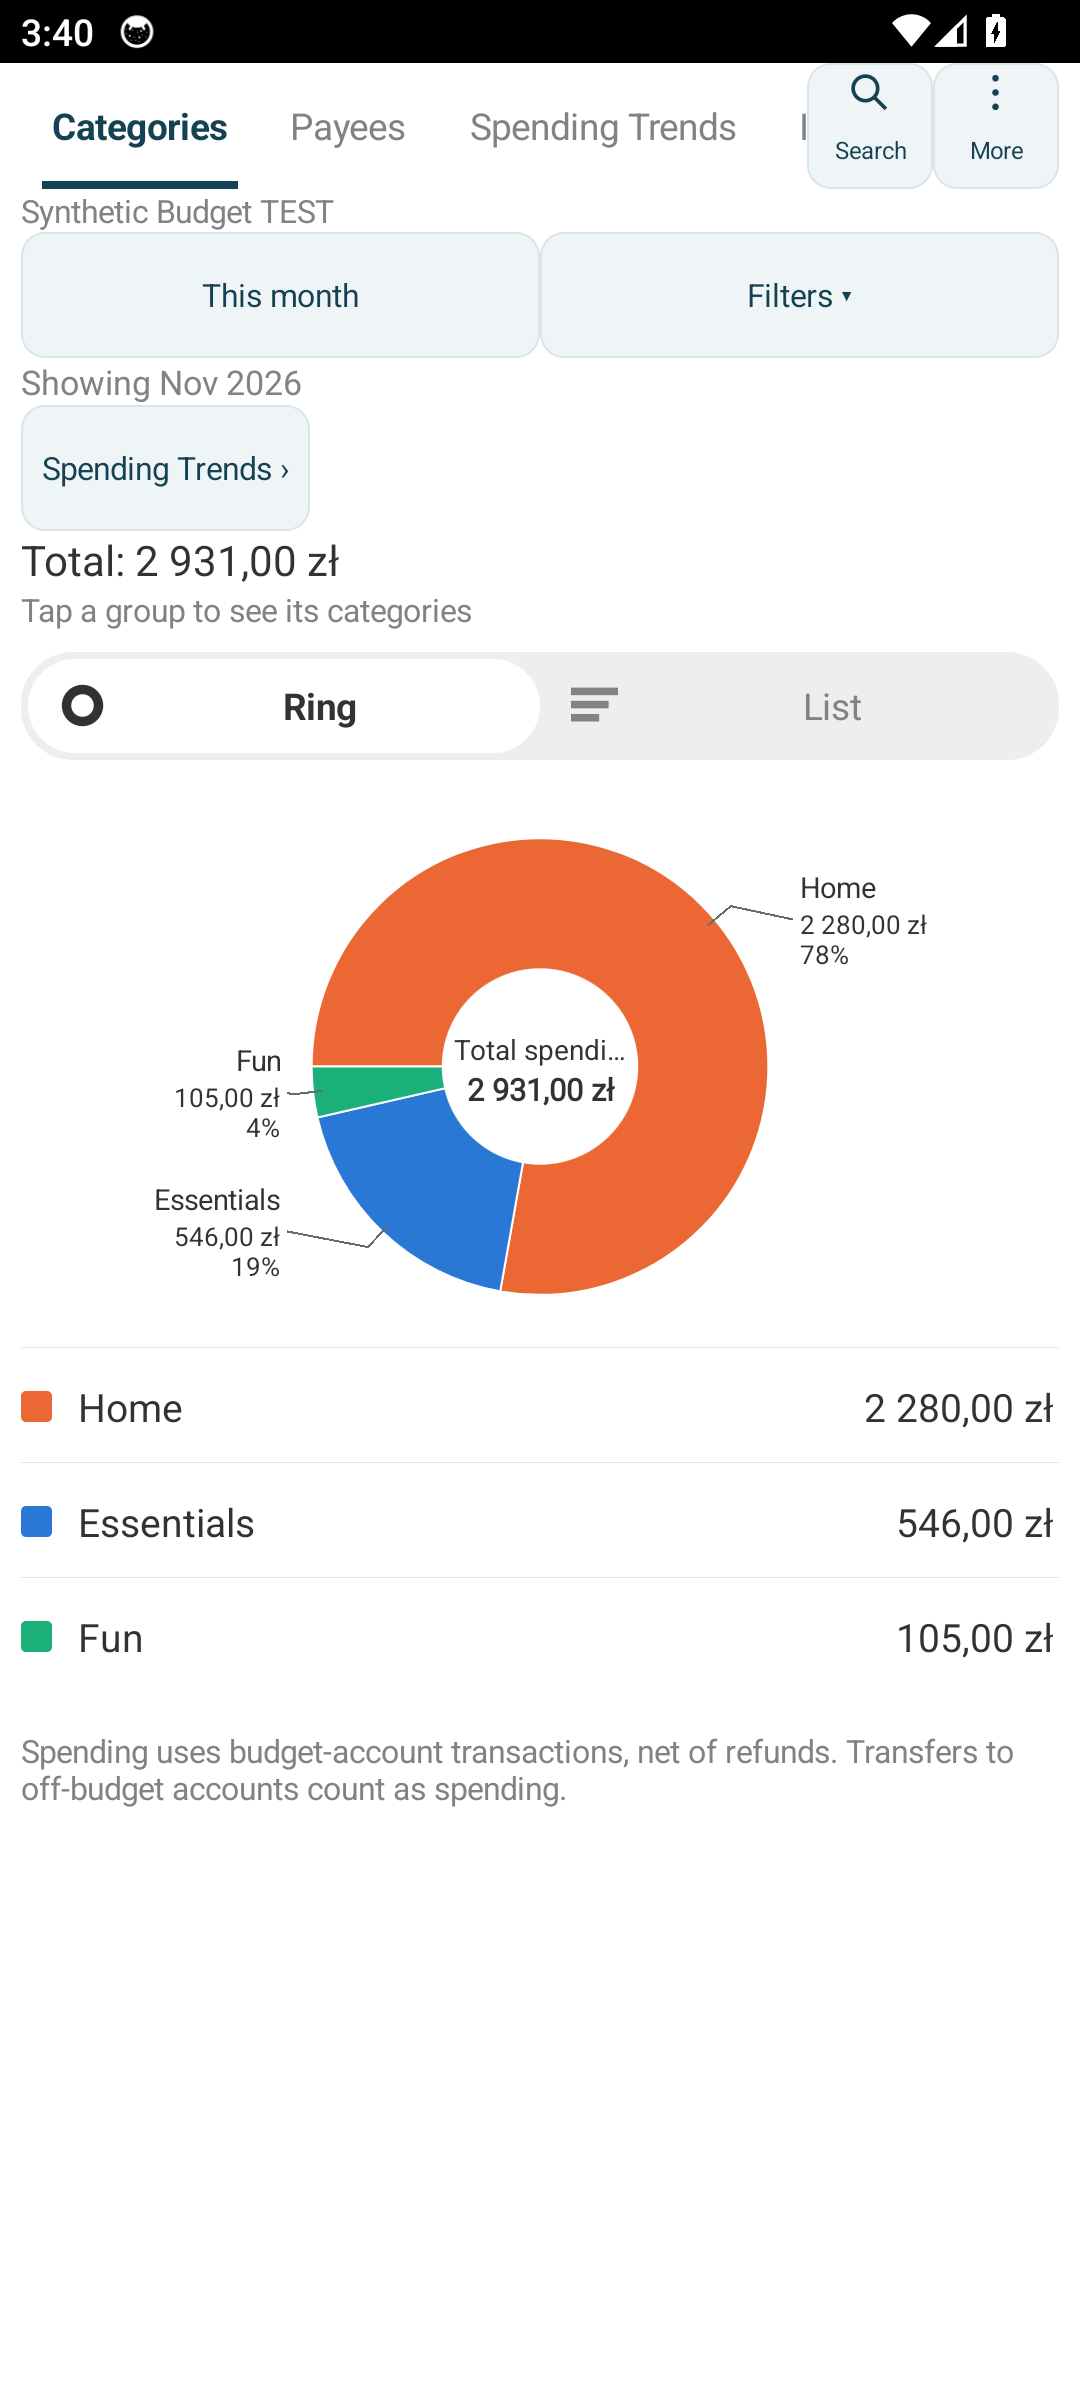 3:40
Categories
Payees
Spending Trends
Search
More
Synthetic Budget TEST
This month
Filters ▾
Showing Nov 2026
Spending Trends ›
Total: 2 931,00 zł
Tap a group to see its categories
Ring
List
Home
2 280,00 zł
78%
Total spendi...
2 931,00 zł
Fun
105,00 zł
4%
Essentials
546,00 zł
19%
Home
2 280,00 zł
Essentials
546,00 zł
Fun
105,00 zł
Spending uses budget-account transactions, net of refunds. Transfers to
off-budget accounts count as spending.